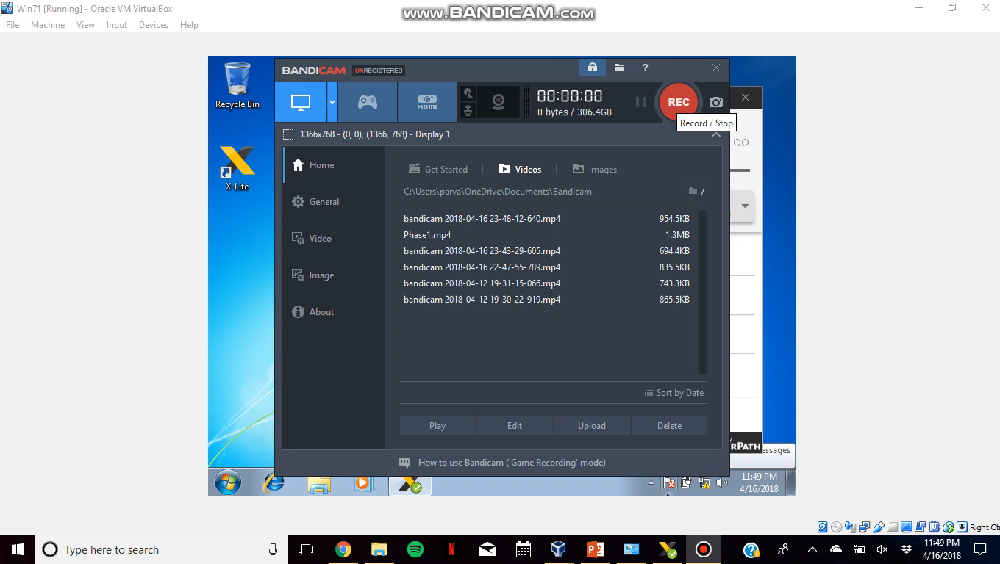 Win71 [Running] - Oracle VM VirtualBox
www.BANDICAM.com
File Machine View Input Devices Help
Recycle Bin
X-Lite
BANDICAM UNREGISTERED
?
HDMI
00:00:00
0 bytes / 306.4GB
REC
Record / Stop
1366x768 - (0, 0), (1366, 768) - Display 1
Home
General
Video
Image
About
Get Started Videos Images
C:\Users\parva\OneDrive\Documents\Bandicam
bandicam 2018-04-16 23-48-12-640.mp4 954.5KB
Phase1.mp4 1.3MB
bandicam 2018-04-16 23-43-29-605.mp4 694.4KB
bandicam 2018-04-16 22-47-55-789.mp4 835.5KB
bandicam 2018-04-12 19-31-15-066.mp4 743.3KB
bandicam 2018-04-12 19-30-22-919.mp4 865.5KB
Sort by Date
Play Edit Upload Delete
How to use Bandicam ('Game Recording' mode)
RPATH
essages
11:49 PM
4/16/2018
Right Ctr
Type here to search
11:49 PM
4/16/2018